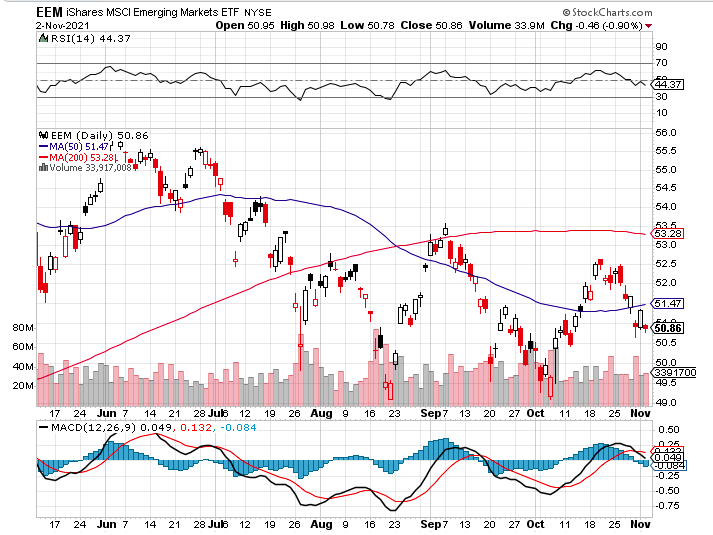 EEM iShares MSCI Emerging Markets ETF NYSE © StockCharts.com
2-Nov-2021 Open 50.95 High 50.98 Low 50.78 Close 50.86 Volume 33.9M Chg -0.46 (-0.90%)
RSI(14) 44.37
90
70
50
44.37
30
10
EEM (Daily) 50.86
MA(50) 51.47
MA(200) 53.28
Volume 33,917,008
56.0
55.5
55.0
54.5
54.0
53.5
53.28
53.0
52.5
52.0
51.5
51.47
51.0
50.86
50.5
50.0
49.5
49.0
80M
60M
40M
20M
3391700
17 24 Jun 7 14 21 28 Jul 6 12 19 26 Aug 9 16 23 Sep 7 13 20 27 Oct 11 18 25 Nov
MACD(12,26,9) 0.049, 0.132, -0.084
0.50
0.25
0.132
0.049
-0.084
-0.25
-0.50
-0.75
17 24 Jun 7 14 21 28 Jul 6 12 19 26 Aug 9 16 23 Sep 7 13 20 27 Oct 11 18 25 Nov